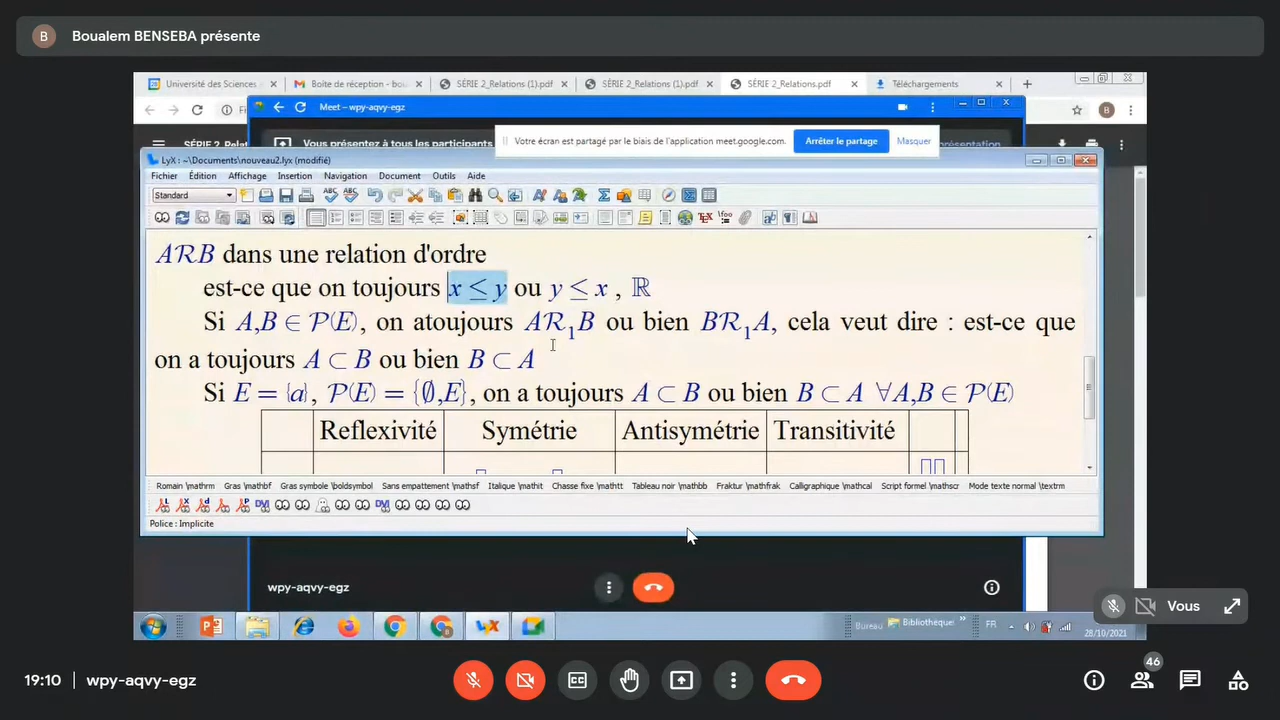 B Boualem BENSEBA présente
Université des Sciences
Boîte de réception - bou
SÉRIE 2_Relations (1).pdf
SÉRIE 2_Relations (1).pdf
SÉRIE 2_Relations.pdf
Téléchargements
Meet – wpy-aqvy-egz
B
SÉRIE 2_Relat
Vous présentez à tous les participants
Votre écran est partagé par le biais de l'application meet.google.com. Arrêter le partage Masquer
LyX : ~\Documents\nouveau2.lyx (modifié)
Fichier Édition Affichage Insertion Navigation Document Outils Aide
Standard
ARB dans une relation d'ordre
est-ce que on toujours x ≤ y ou y ≤ x , ℝ
Si A,B ∈ P(E), on atoujours AR₁B ou bien BR₁A, cela veut dire : est-ce que
on a toujours A ⊂ B ou bien B ⊂ A
Si E = {a}, P(E) = {∅,E}, on a toujours A ⊂ B ou bien B ⊂ A ∀A,B ∈ P(E)
Reflexivité Symétrie Antisymétrie Transitivité
Romain \mathrm Gras \mathbf Gras symbole \boldsymbol Sans empattement \mathsf Italique \mathit Chasse fixe \mathtt Tableau noir \mathbb Fraktur \mathfrak Calligraphique \mathcal Script formel \mathscr Mode texte normal \textrm
Police : Implicite
wpy-aqvy-egz
Vous
Bureau Bibliothèques » FR
28/10/2021
46
19:10 | wpy-aqvy-egz